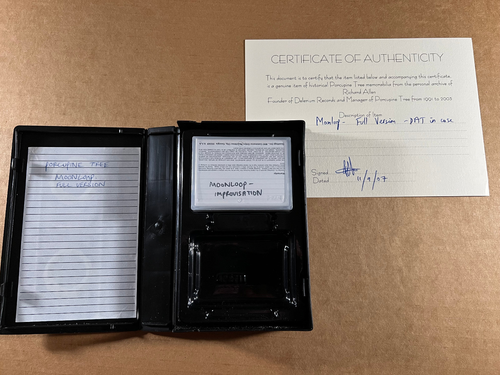 PORCUPINE TREE
MOONLOOP
FULL VERSION
MOONLOOP -
IMPROVISATION
CERTIFICATE OF AUTHENTICITY
This document is to certify that the item listed below and accompanying this certificate
is a genuine item of historical Porcupine Tree memorabilia from the personal archive of
Richard Allen
Founder of Delerium Records and Manager of Porcupine Tree from 1991 to
Description of Item
Moonloop - Full Version - DAT in case
Signed
Dated 11/9/07